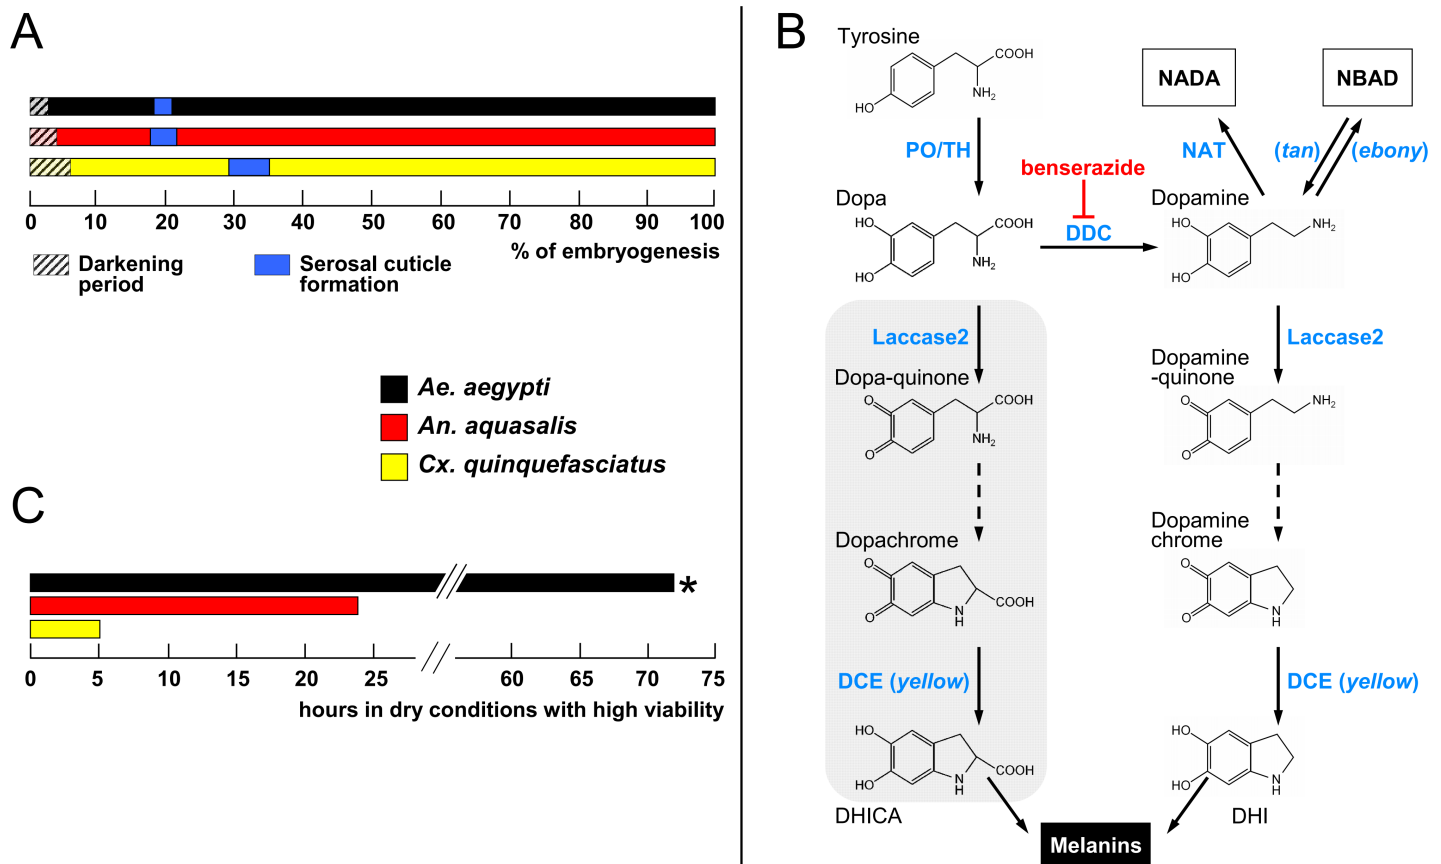 A
0 10 20 30 40 50 60 70 80 90 100
% of embryogenesis
Darkening
period
Serosal cuticle
formation
Ae. aegypti
An. aquasalis
Cx. quinquefasciatus
C
*
0 5 10 15 20 25 60 65 70 75
hours in dry conditions with high viability
B
Tyrosine
COOH
NH2
HO
PO/TH
NADA
NBAD
NAT
(tan)
(ebony)
benserazide
DDC
Dopa
HO
HO
COOH
NH2
Dopamine
HO
HO
NH2
Laccase2
Laccase2
Dopa-quinone
O
O
COOH
NH2
Dopamine
-quinone
O
O
NH2
Dopachrome
O
O
N
H
COOH
Dopamine
chrome
O
O
N
H
DCE (yellow)
DCE (yellow)
HO
HO
N
H
COOH
DHICA
HO
HO
N
H
DHI
Melanins